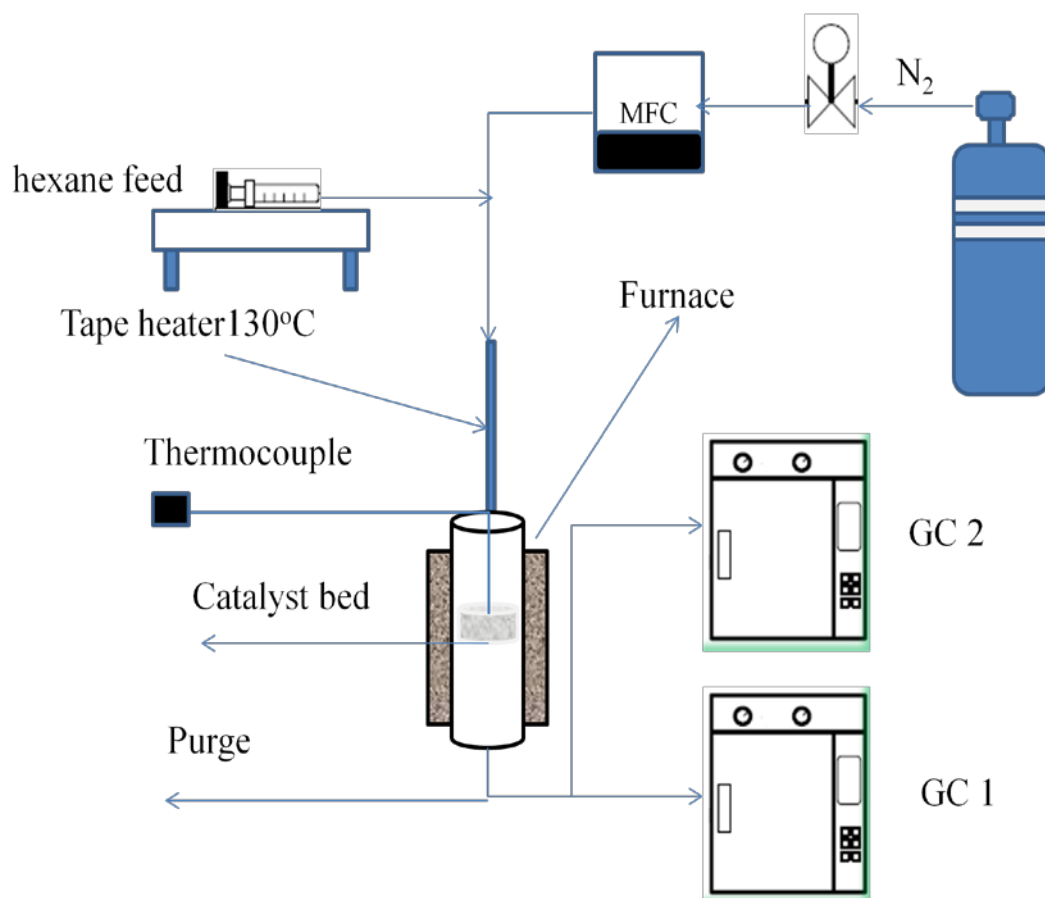 N₂
MFC
hexane feed
Furnace
Tape heater130ᵒC
Thermocouple
GC 2
Catalyst bed
Purge
GC 1